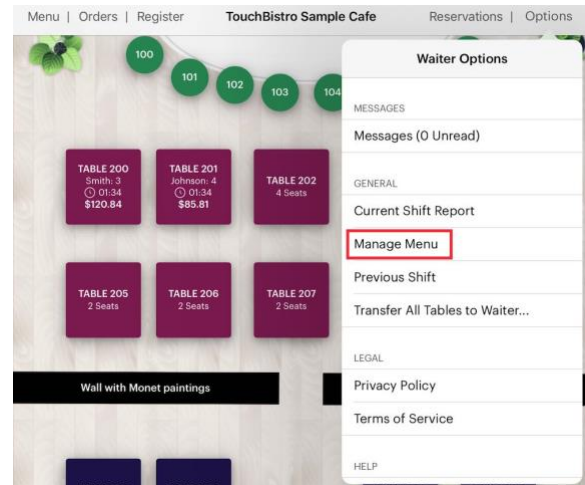 Menu | Orders | Register
TouchBistro Sample Cafe
Reservations | Options
100
101
102
103
104
TABLE 200
Smith: 3
01:34
$120.84
TABLE 201
Johnson: 4
01:34
$85.81
TABLE 202
4 Seats
TABLE 205
2 Seats
TABLE 206
2 Seats
TABLE 207
2 Seats
Wall with Monet paintings
Waiter Options
MESSAGES
Messages (0 Unread)
GENERAL
Current Shift Report
Manage Menu
Previous Shift
Transfer All Tables to Waiter...
LEGAL
Privacy Policy
Terms of Service
HELP